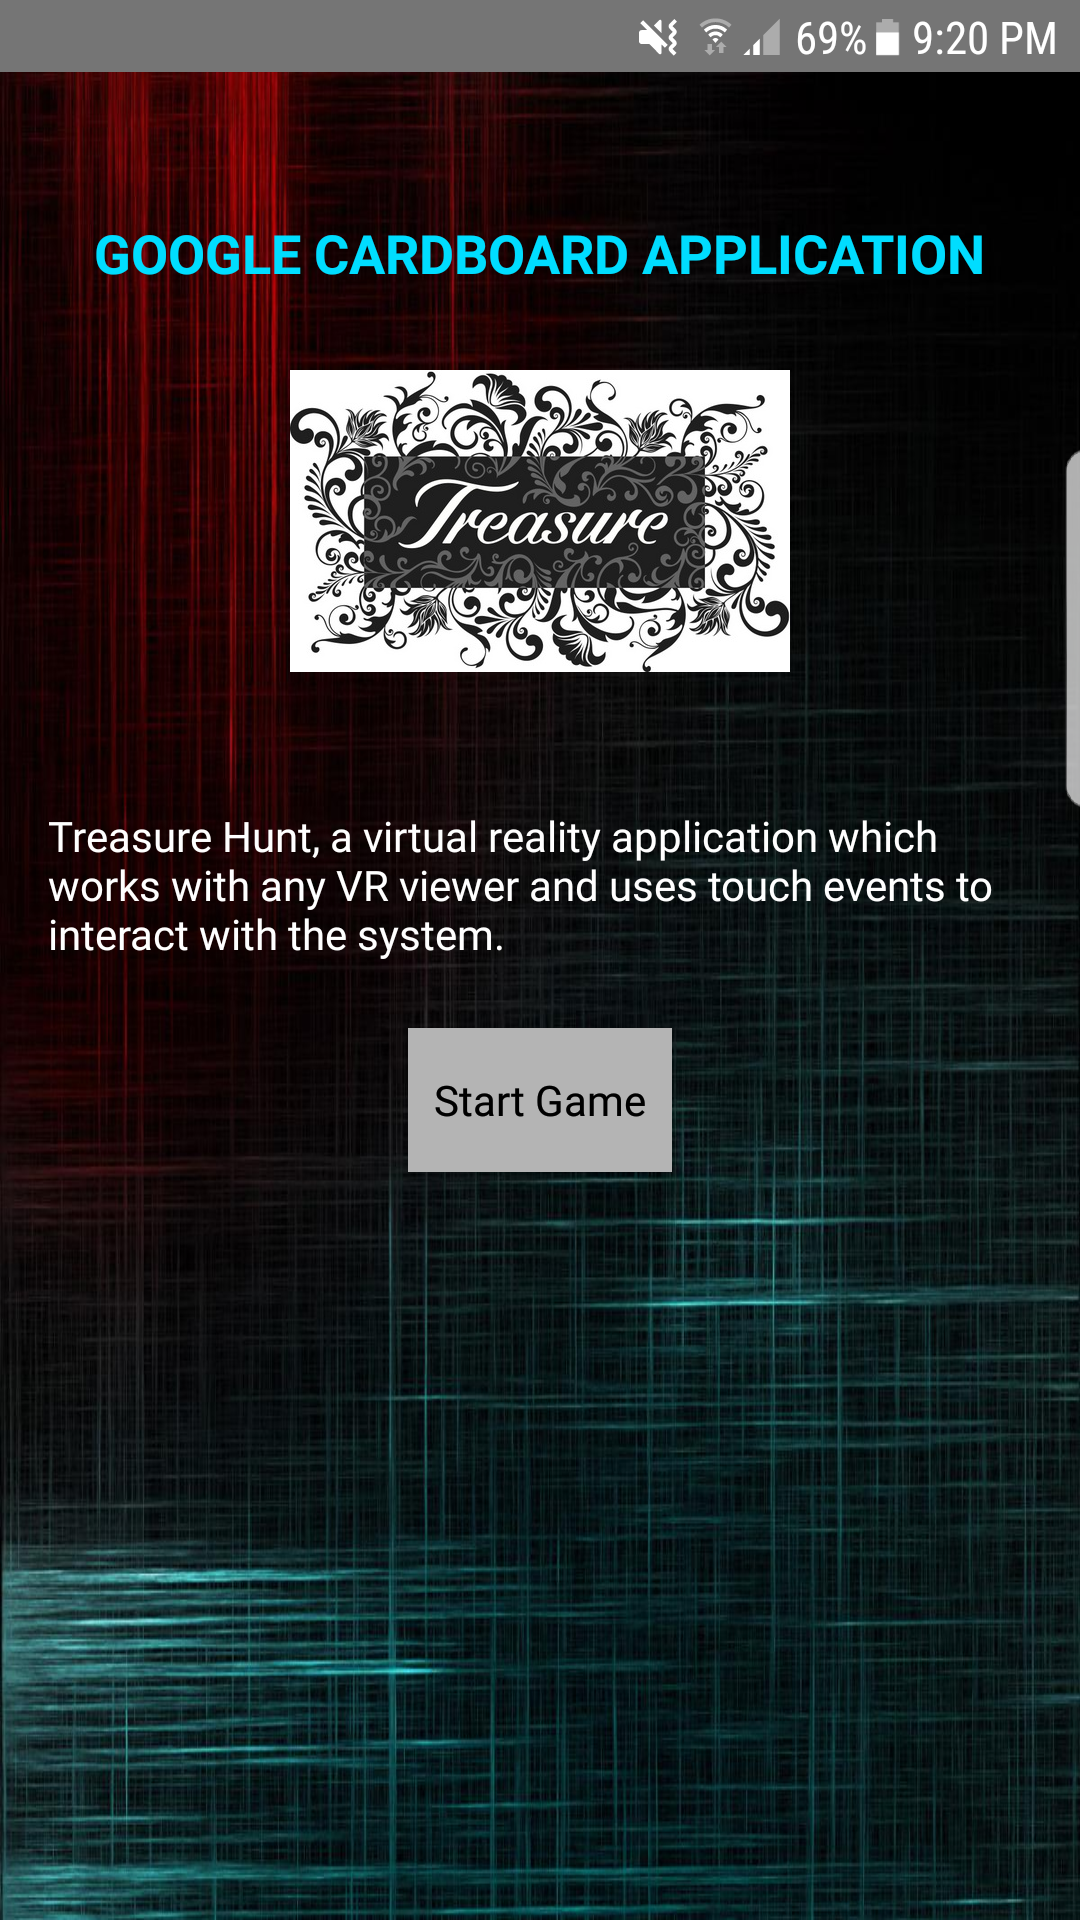 69% 9:20 PM
GOOGLE CARDBOARD APPLICATION
Treasure
Treasure Hunt, a virtual reality application which
works with any VR viewer and uses touch events to
interact with the system.
Start Game